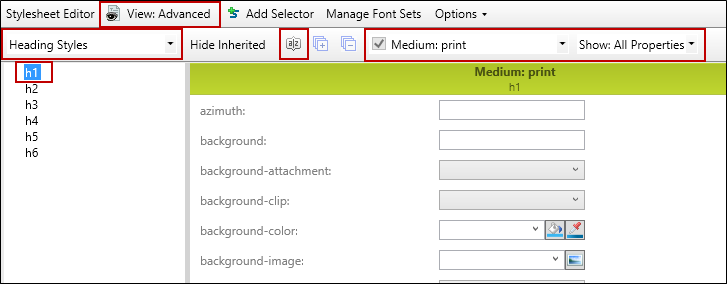 Stylesheet Editor View: Advanced Add Selector Manage Font Sets Options
Heading Styles Hide Inherited Medium: print Show: All Properties
h1
h2
h3
h4
h5
h6
Medium: print
h1
azimuth:
background:
background-attachment:
background-clip:
background-color:
background-image: